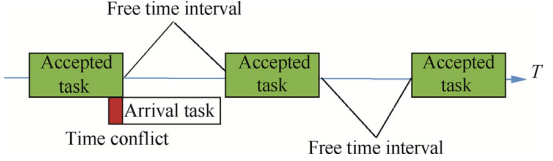 Free time interval
Accepted
task
Accepted
task
Accepted
task
T
Arrival task
Time conflict
Free time interval